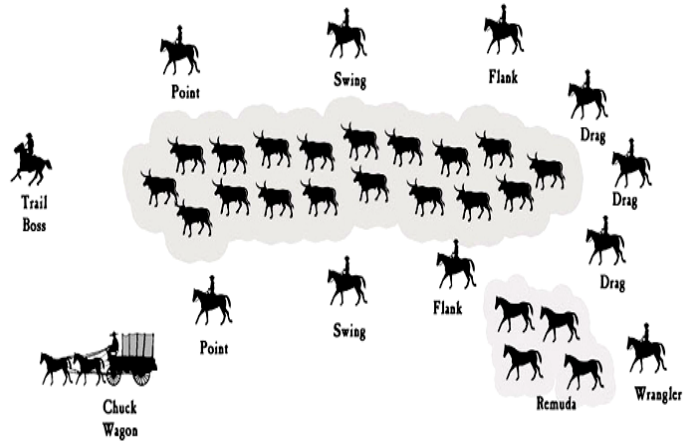 Point
Swing
Flank
Drag
Trail
Boss
Drag
Drag
Flank
Swing
Point
Chuck
Wagon
Remuda
Wrangler